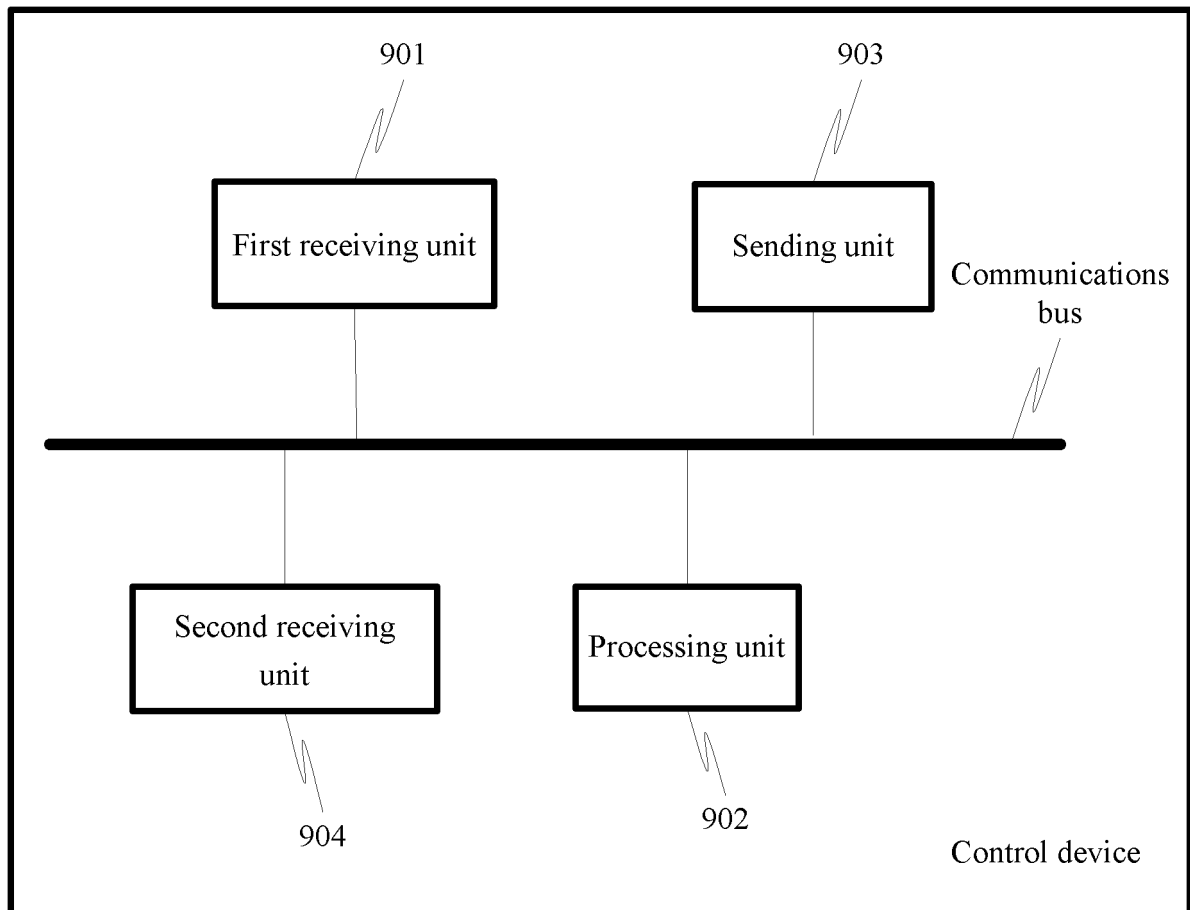 901
903
First receiving unit
Sending unit
Communications
bus
Second receiving
unit
Processing unit
904
902
Control device